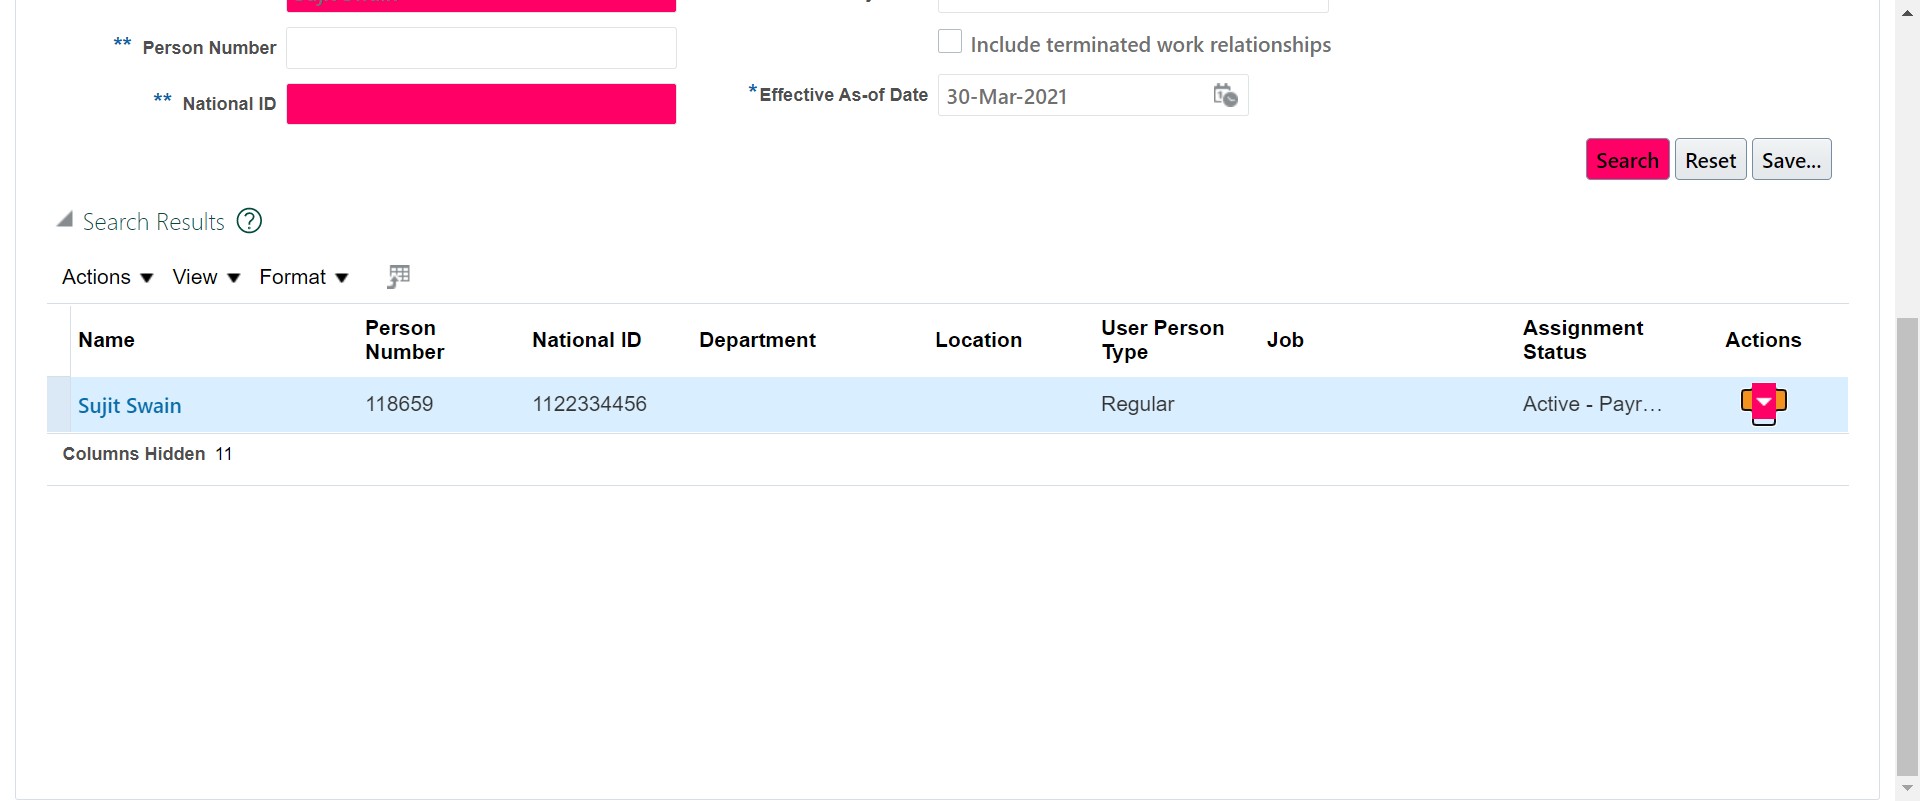 ** Person Number
Include terminated work relationships
** National ID
*Effective As-of Date 30-Mar-2021
Search Reset Save...
Search Results ?
Actions View Format
Name Person Number National ID Department Location User Person Type Job Assignment Status Actions
Sujit Swain 118659 1122334456 Regular Active - Payr...
Columns Hidden 11